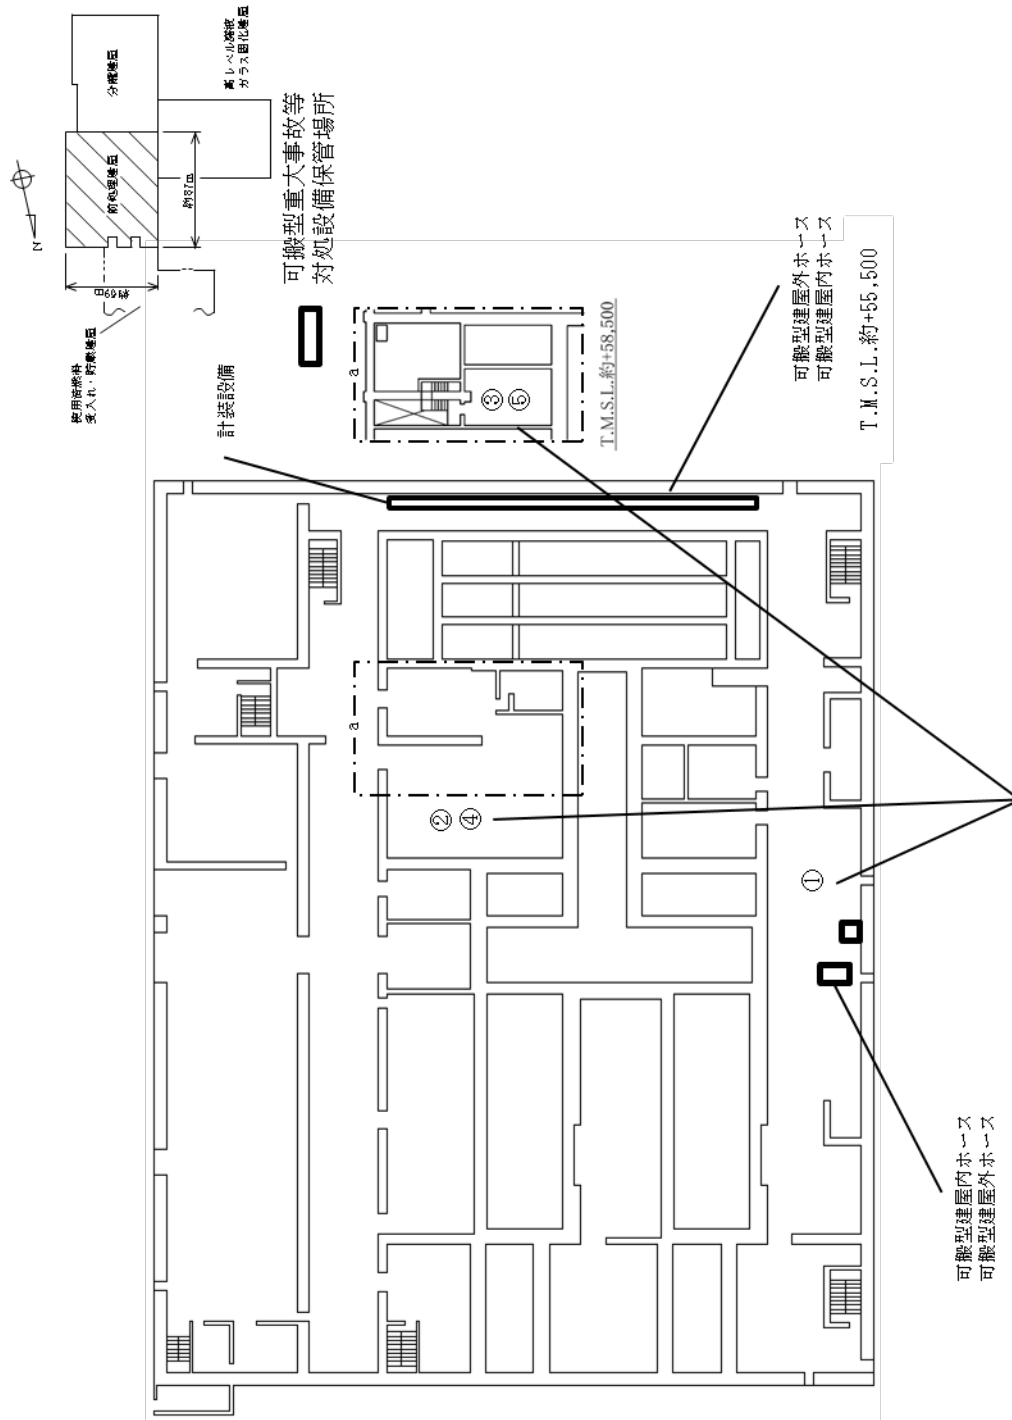 N
使用済燃料
受入れ・貯蔵建屋
前処理建屋
分離建屋
高レベル廃液
ガラス固化建屋
約87m
約69m
可搬型重大事故等
対処設備保管場所
計装設備
a
③
⑤
T.M.S.L.約+58,500
可搬型建屋外ホース
可搬型建屋内ホース
T.M.S.L.約+55,500
a
②
④
①
可搬型建屋内ホース
可搬型建屋外ホース